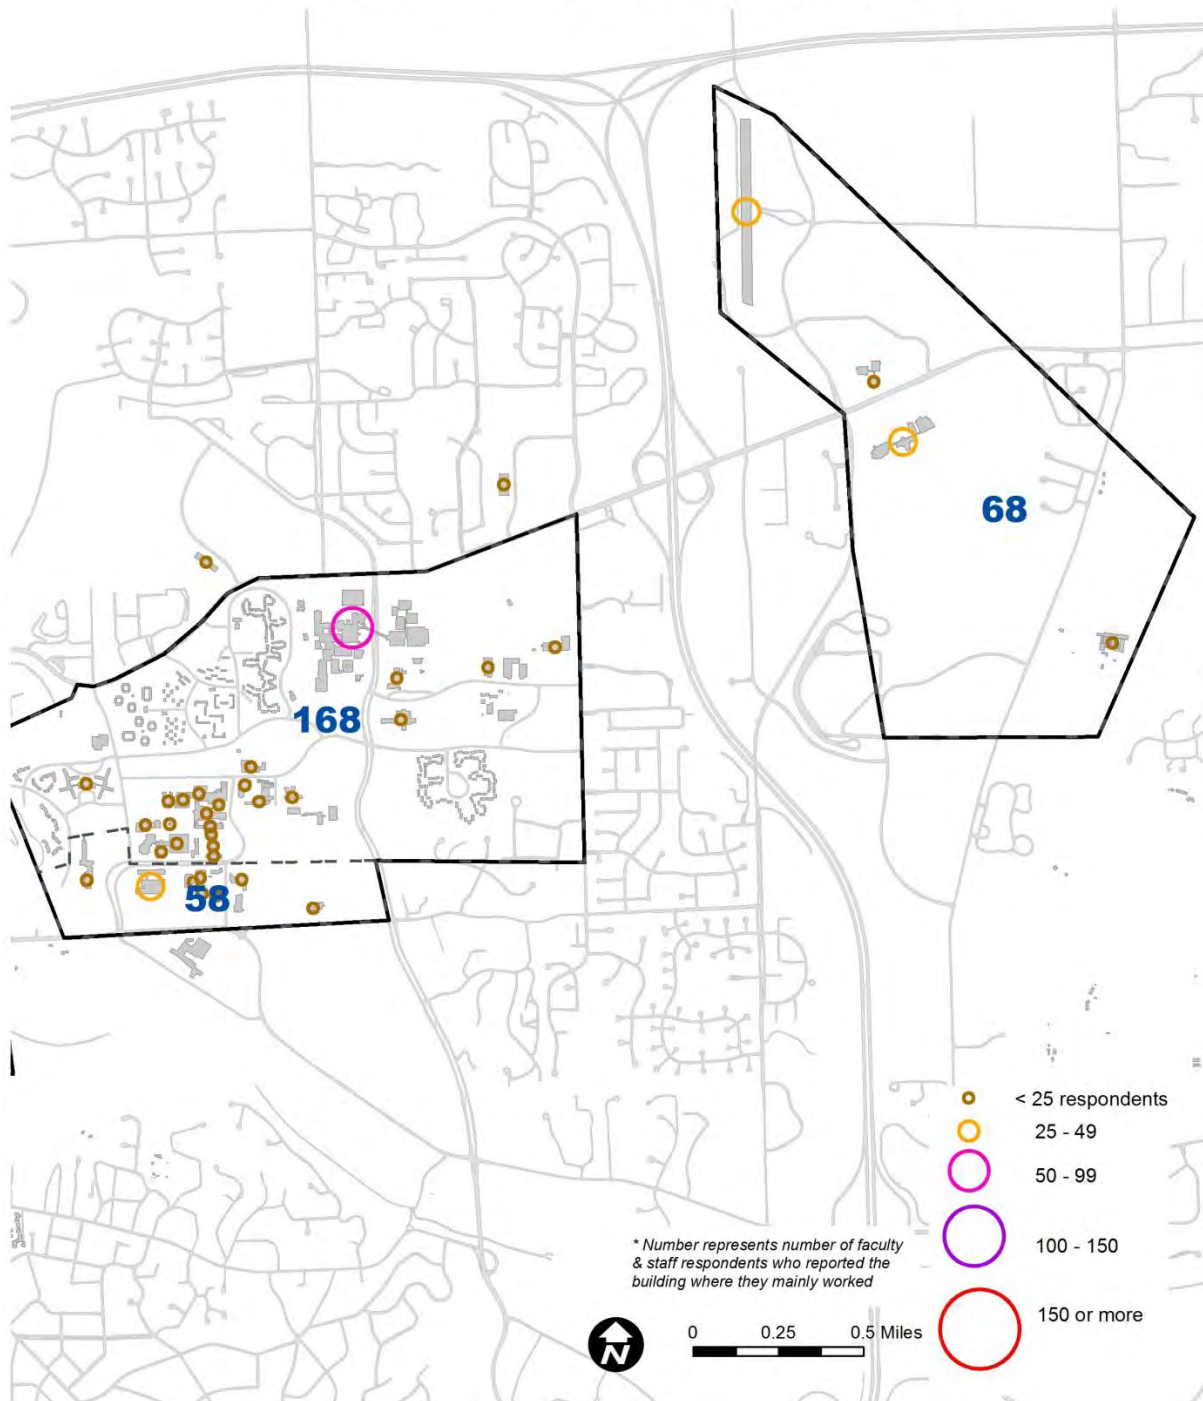 68
168
58
< 25 respondents
25 - 49
50 - 99
100 - 150
150 or more
* Number represents number of faculty
& staff respondents who reported the
building where they mainly worked
N
0 0.25 0.5 Miles